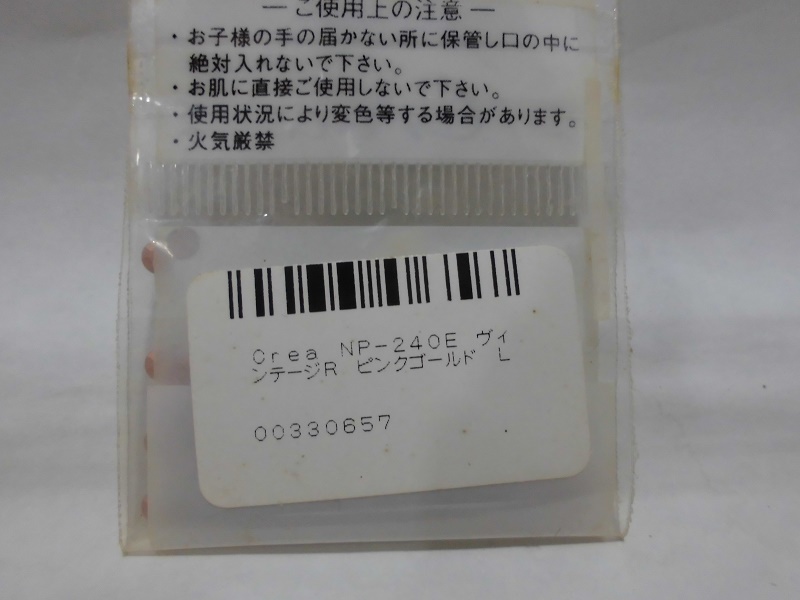 ― ご使用上の注意 ―
・お子様の手の届かない所に保管し口の中に
絶対入れないで下さい。
・お肌に直接ご使用しないで下さい。
・使用状況により変色等する場合があります。
・火気厳禁
Crea NP-240E ヴィ
ンテージR ピンクゴールド L
00330657